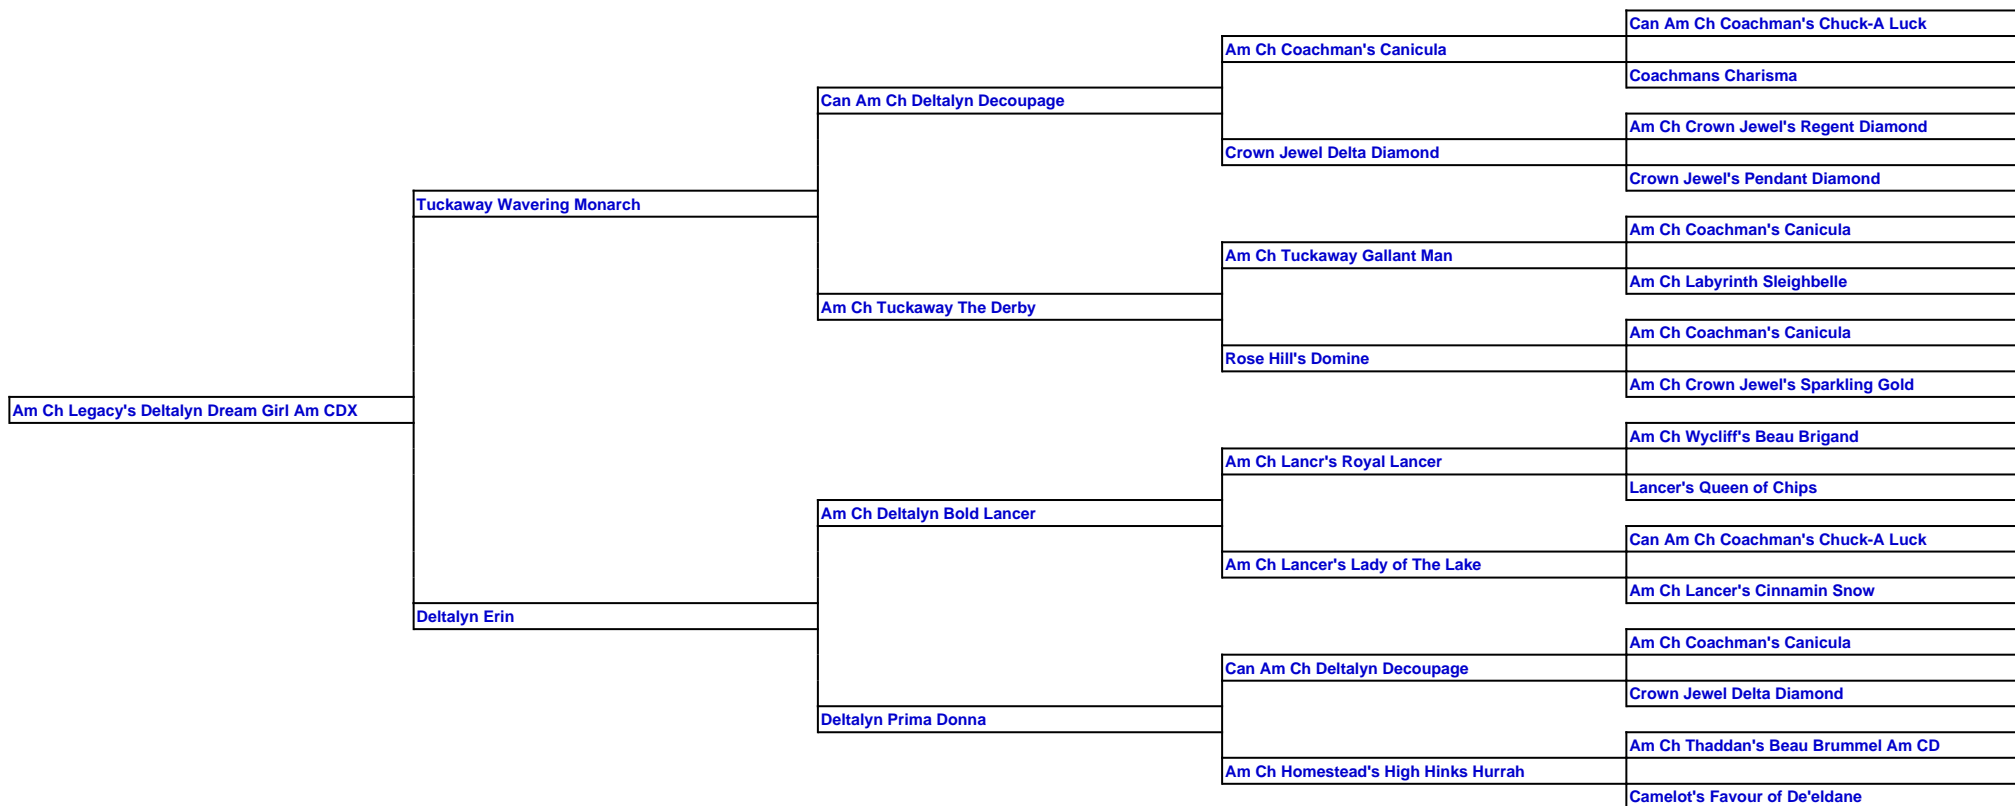 Can Am Ch Coachman's Chuck-A Luck
Am Ch Coachman's Canicula
Coachmans Charisma
Can Am Ch Deltalyn Decoupage
Am Ch Crown Jewel's Regent Diamond
Crown Jewel Delta Diamond
Crown Jewel's Pendant Diamond
Tuckaway Wavering Monarch
Am Ch Coachman's Canicula
Am Ch Tuckaway Gallant Man
Am Ch Labyrinth Sleighbelle
Am Ch Tuckaway The Derby
Am Ch Coachman's Canicula
Rose Hill's Domine
Am Ch Crown Jewel's Sparkling Gold
Am Ch Legacy's Deltalyn Dream Girl Am CDX
Am Ch Wycliff's Beau Brigand
Am Ch Lancr's Royal Lancer
Lancer's Queen of Chips
Am Ch Deltalyn Bold Lancer
Can Am Ch Coachman's Chuck-A Luck
Am Ch Lancer's Lady of The Lake
Am Ch Lancer's Cinnamin Snow
Deltalyn Erin
Am Ch Coachman's Canicula
Can Am Ch Deltalyn Decoupage
Crown Jewel Delta Diamond
Deltalyn Prima Donna
Am Ch Thaddan's Beau Brummel Am CD
Am Ch Homestead's High Hinks Hurrah
Camelot's Favour of De'eldane